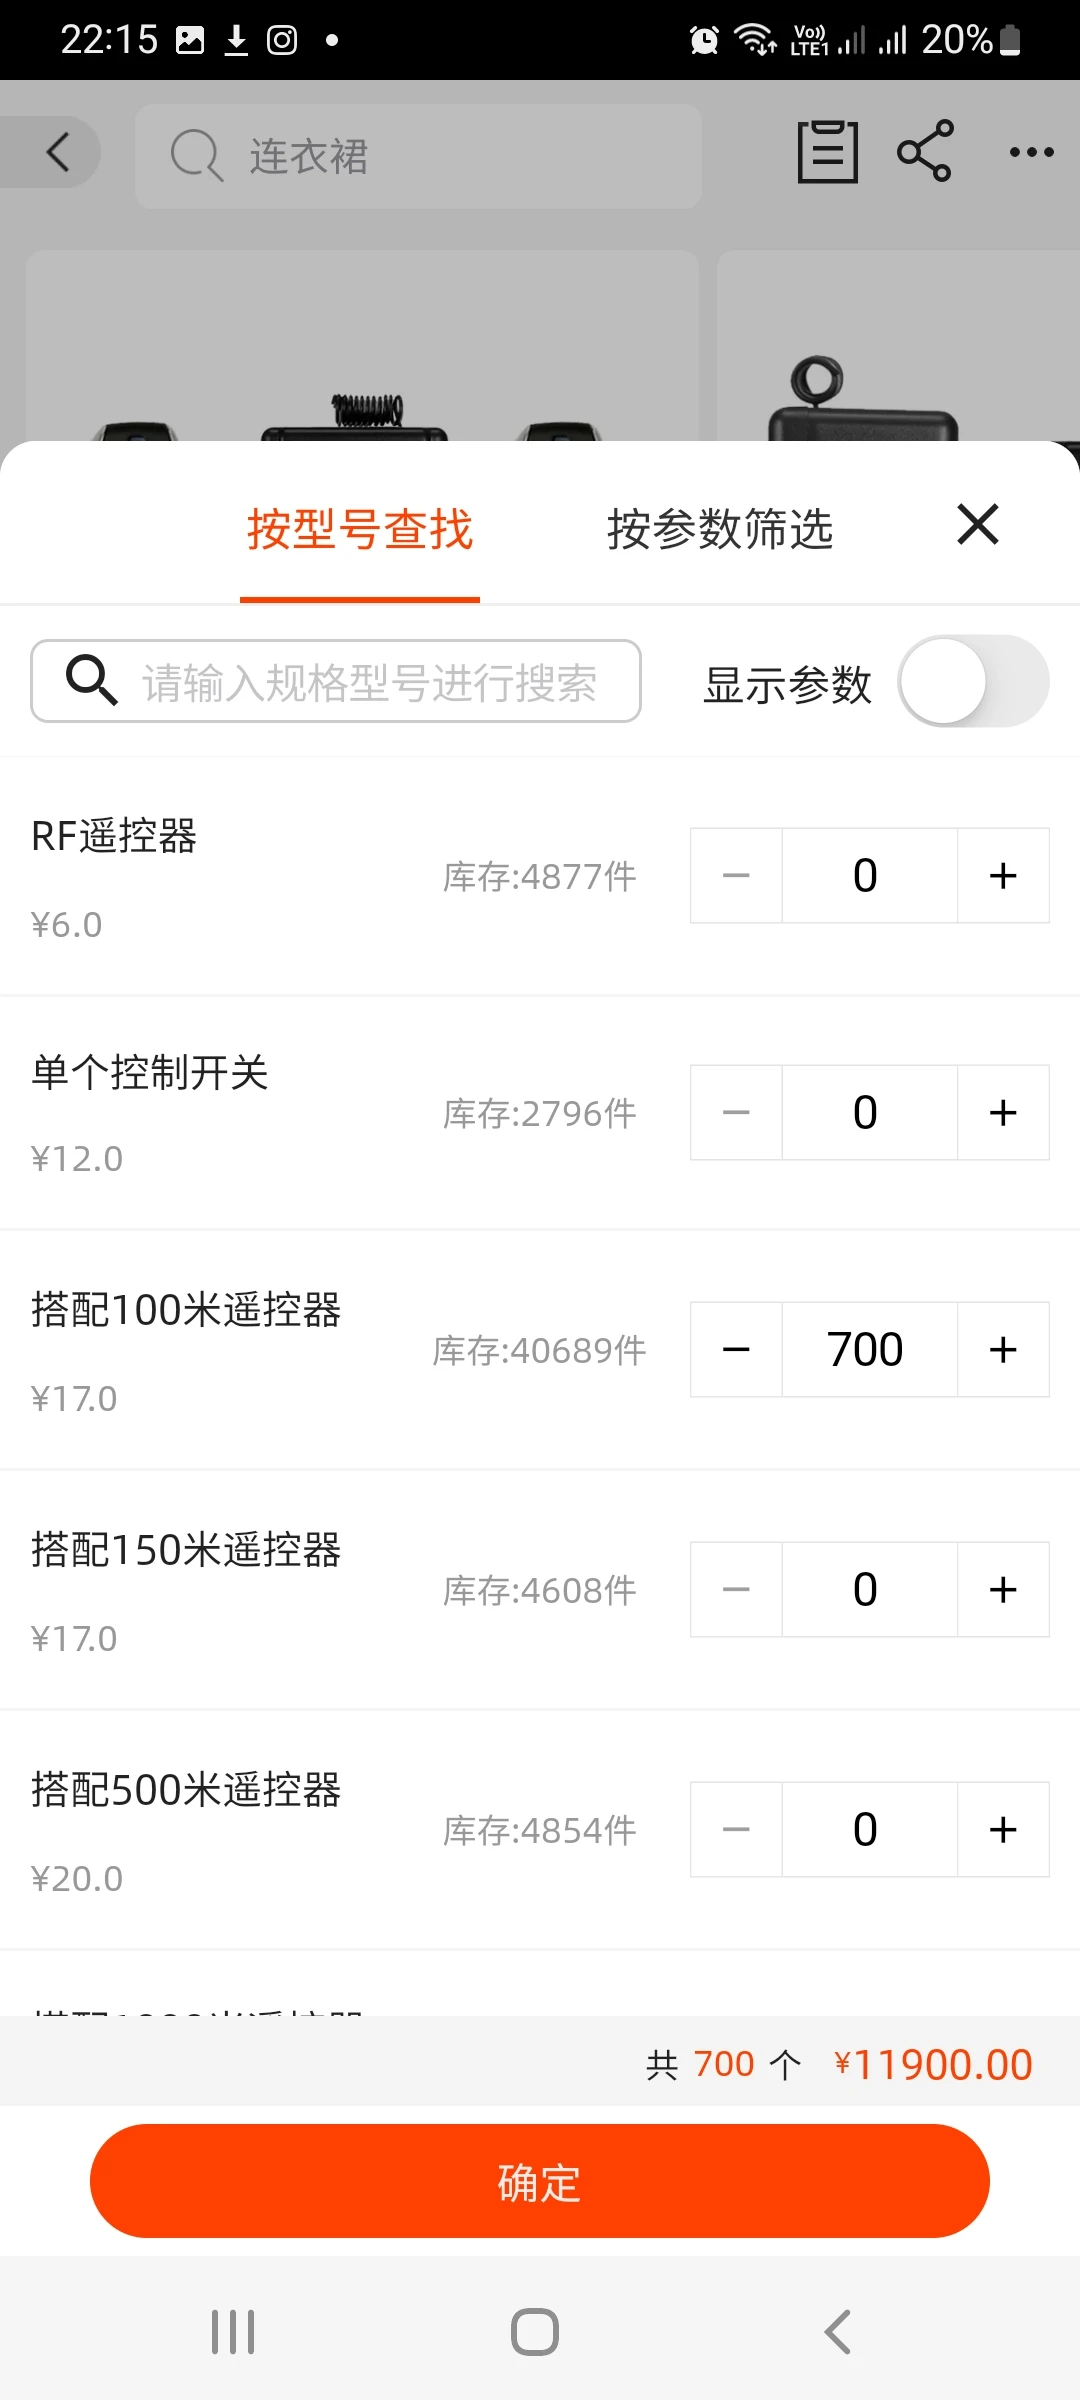 22:15
Vo)) LTE1
20%
连衣裙
按型号查找
按参数筛选
请输入规格型号进行搜索
显示参数
RF遥控器
库存:4877件
0
¥6.0
单个控制开关
库存:2796件
0
¥12.0
搭配100米遥控器
库存:40689件
700
¥17.0
搭配150米遥控器
库存:4608件
0
¥17.0
搭配500米遥控器
库存:4854件
0
¥20.0
共 700 个 ¥11900.00
确定